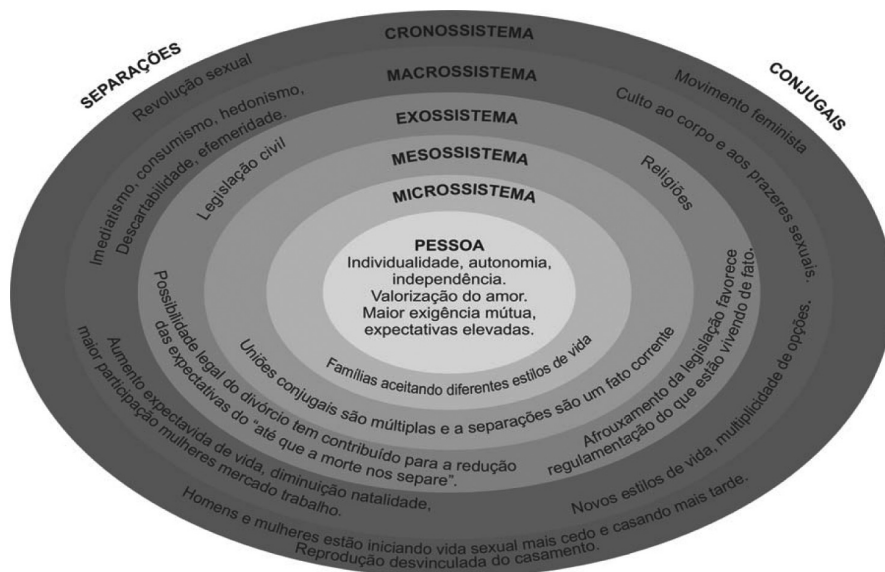 SEPARAÇÕES
CONJUGAIS
CRONOSSISTEMA
Revolução sexual
Movimento feminista
MACROSSISTEMA
Imediatismo, consumismo, hedonismo,
Descartabilidade, efemeridade.
Culto ao corpo e aos prazeres sexuais.
EXOSSISTEMA
Legislação civil
Religiões
MESOSSISTEMA
MICROSSISTEMA
PESSOA
Individualidade, autonomia,
independência.
Valorização do amor.
Maior exigência mútua,
expectativas elevadas.
Famílias aceitando diferentes estilos de vida
Uniões conjugais são múltiplas e a separações são um fato corrente
Possibilidade legal do divórcio tem contribuído para a redução
das expectativas do “até que a morte nos separe”.
Afrouxamento da legislação favorece
regulamentação do que estão vivendo de fato.
Aumento expectavida de vida, diminuição natalidade,
maior participação mulheres mercado trabalho.
Novos estilos de vida, multiplicidade de opções.
Homens e mulheres estão iniciando vida sexual mais cedo e casando mais tarde.
Reprodução desvinculada do casamento.